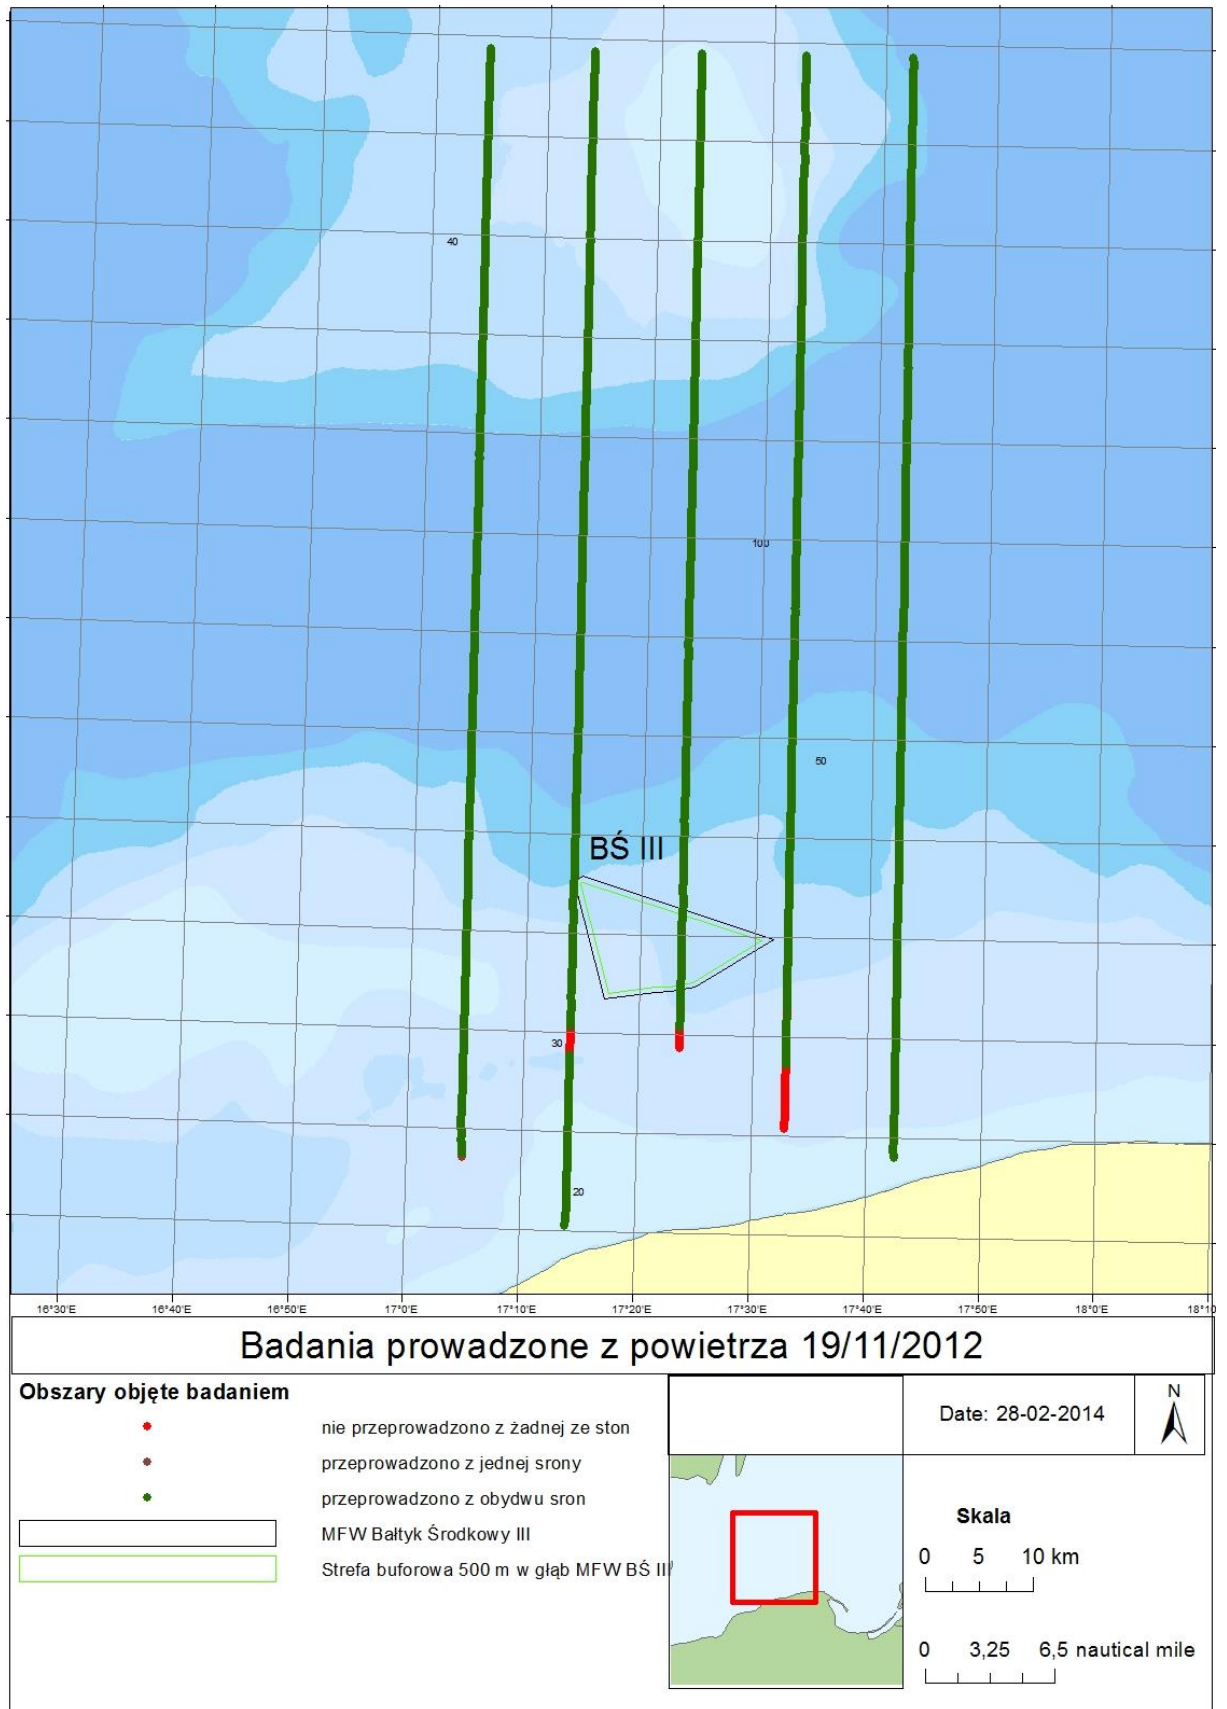 40
100
50
BŚ III
30
20
16°30'E 16°40'E 16°50'E 17°0'E 17°10'E 17°20'E 17°30'E 17°40'E 17°50'E 18°0'E 18°10
Badania prowadzone z powietrza 19/11/2012
Obszary objęte badaniem
nie przeprowadzono z żadnej ze ston
przeprowadzono z jednej srony
przeprowadzono z obydwu sron
MFW Bałtyk Środkowy III
Strefa buforowa 500 m w głąb MFW BŚ III
Date: 28-02-2014
N
Skala
0 5 10 km
0 3,25 6,5 nautical mile